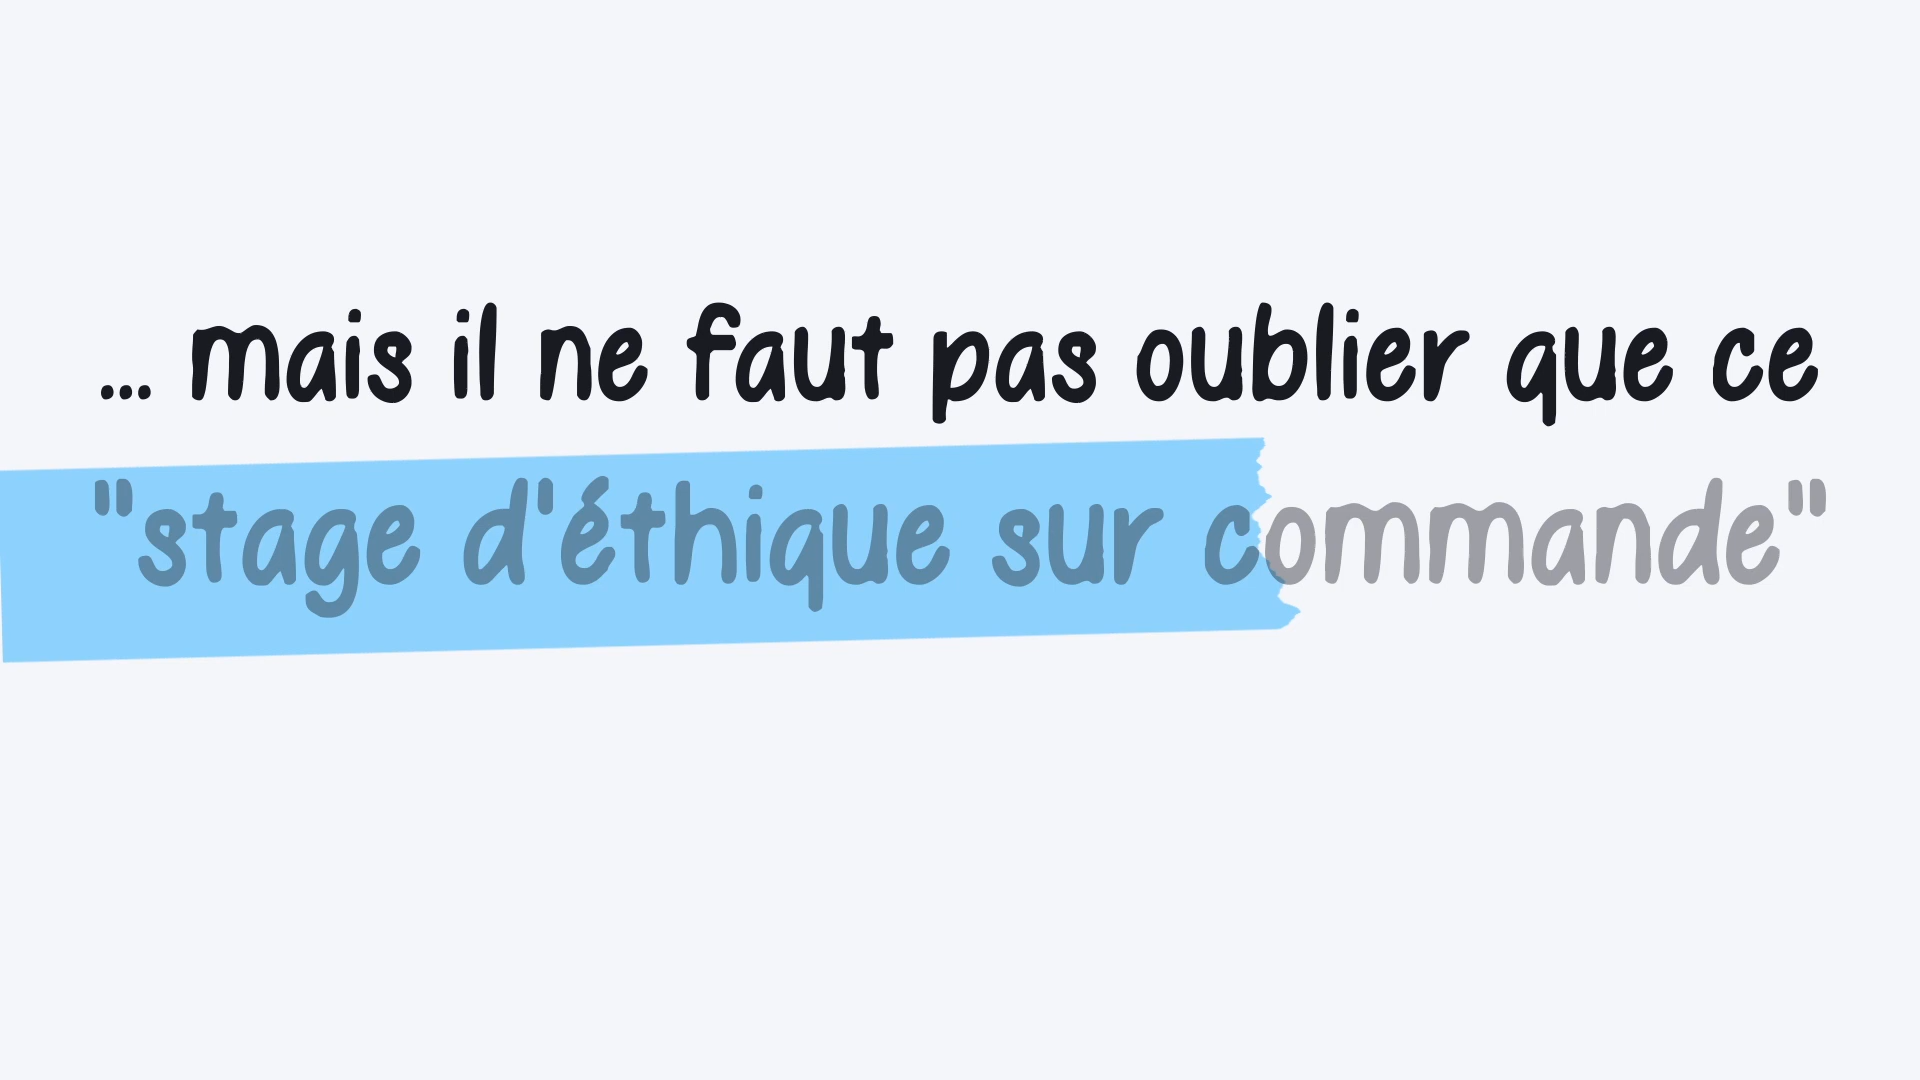 ... mais il ne faut pas oublier que ce
"stage d'éthique sur commande"